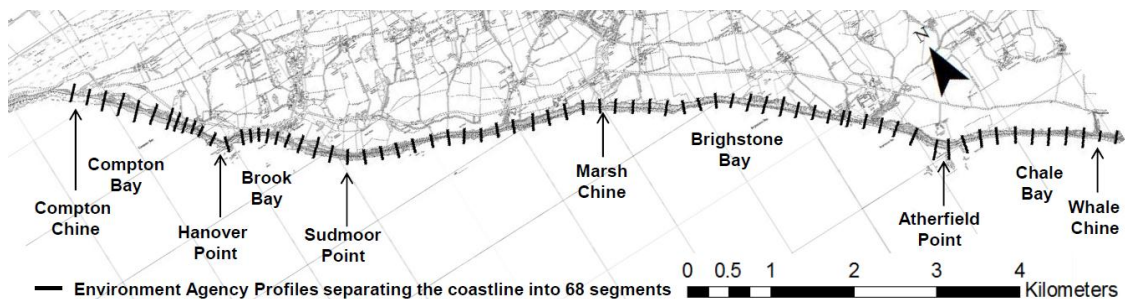 N
Compton
Bay
Compton
Chine
Hanover
Point
Brook
Bay
Sudmoor
Point
Marsh
Chine
Brighstone
Bay
Atherfield
Point
Chale
Bay
Whale
Chine
Environment Agency Profiles separating the coastline into 68 segments
0 0.5 1 2 3 4
Kilometers